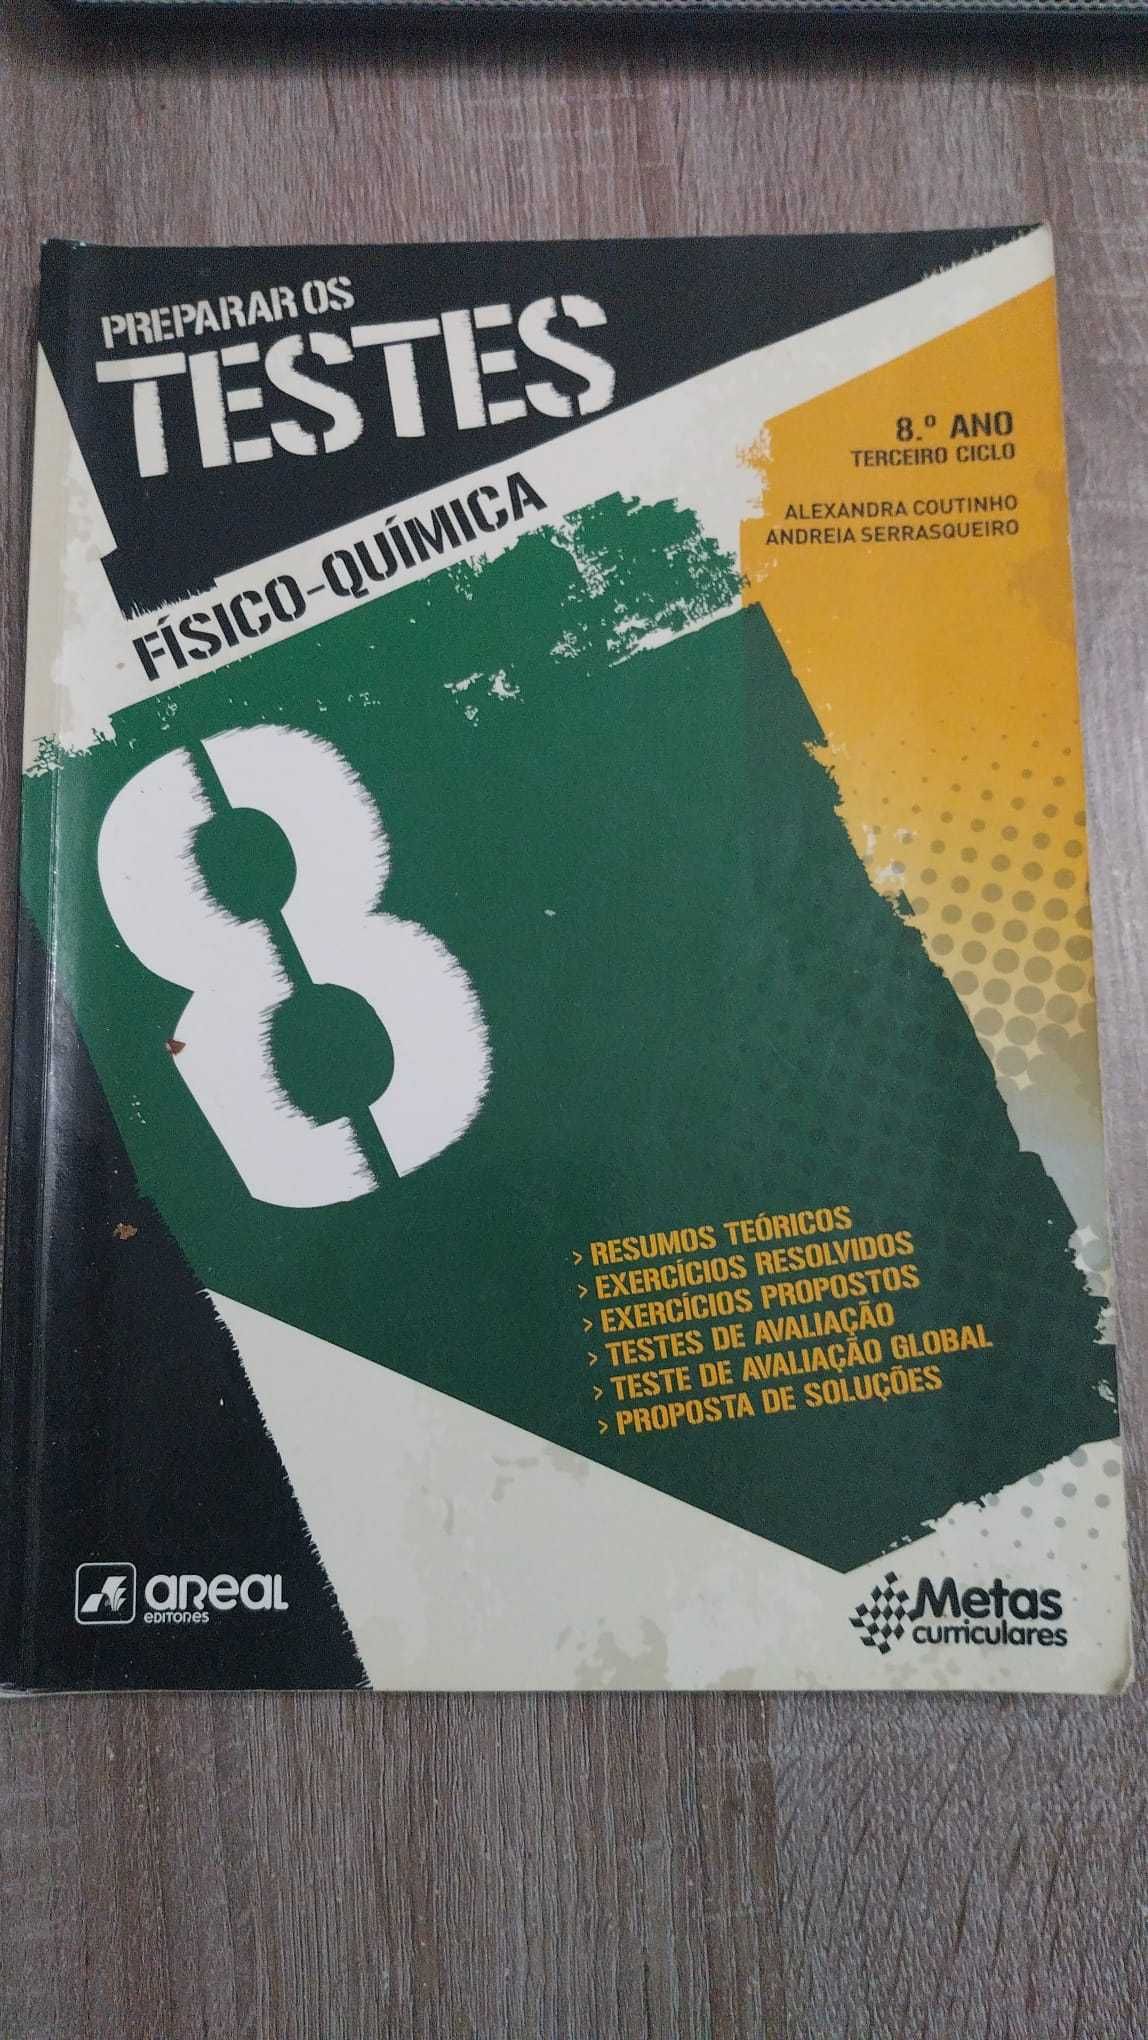 PREPARAR OS
TESTES
FÍSICO-QUÍMICA
8.º ANO
TERCEIRO CICLO
ALEXANDRA COUTINHO
ANDREIA SERRASQUEIRO
8
> RESUMOS TEÓRICOS
> EXERCÍCIOS RESOLVIDOS
> EXERCÍCIOS PROPOSTOS
> TESTES DE AVALIAÇÃO
> TESTE DE AVALIAÇÃO GLOBAL
> PROPOSTA DE SOLUÇÕES
areal
EDITORES
Metas
curriculares